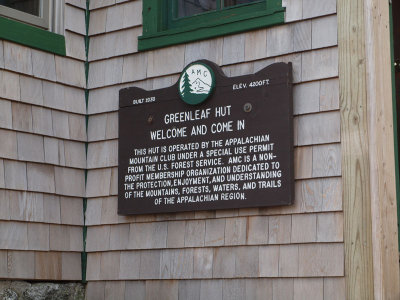 GREENLEAF HUT
AMC
BUILT 1930 ELEV. 4200 FT.
GREENLEAF HUT
WELCOME AND COME IN
THIS HUT IS OPERATED BY THE APPALACHIAN
MOUNTAIN CLUB UNDER A SPECIAL USE PERMIT
FROM THE U.S. FOREST SERVICE. AMC IS A NON-
PROFIT MEMBERSHIP ORGANIZATION DEDICATED TO
THE PROTECTION, ENJOYMENT, AND UNDERSTANDING
OF THE MOUNTAINS, FORESTS, WATERS, AND TRAILS
OF THE APPALACHIAN REGION.